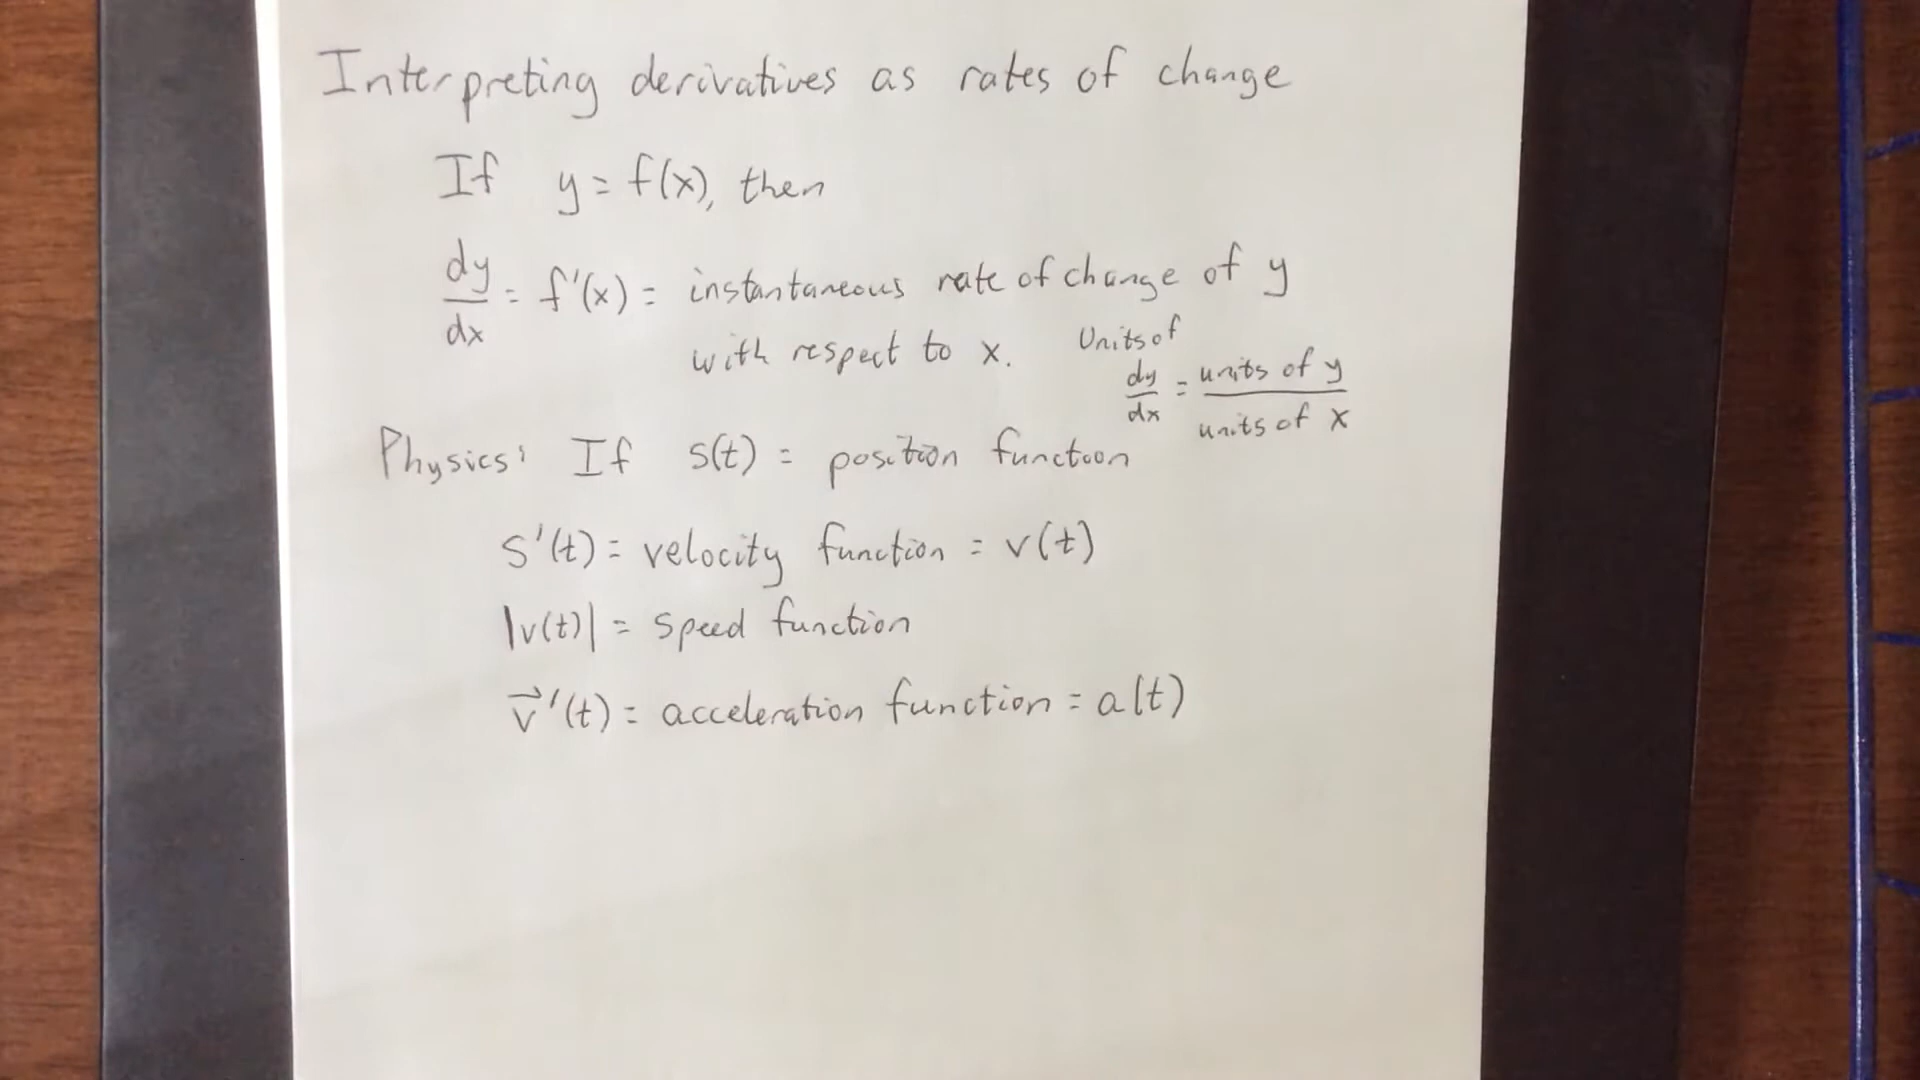 Interpreting derivatives as rates of change
If y = f(x), then
dy/dx = f'(x) = instantaneous rate of change of y
with respect to x.
Units of
dy/dx = units of y / units of x
Physics: If s(t) = position function
s'(t) = velocity function = v(t)
|v(t)| = speed function
v⃗'(t) = acceleration function = a(t)